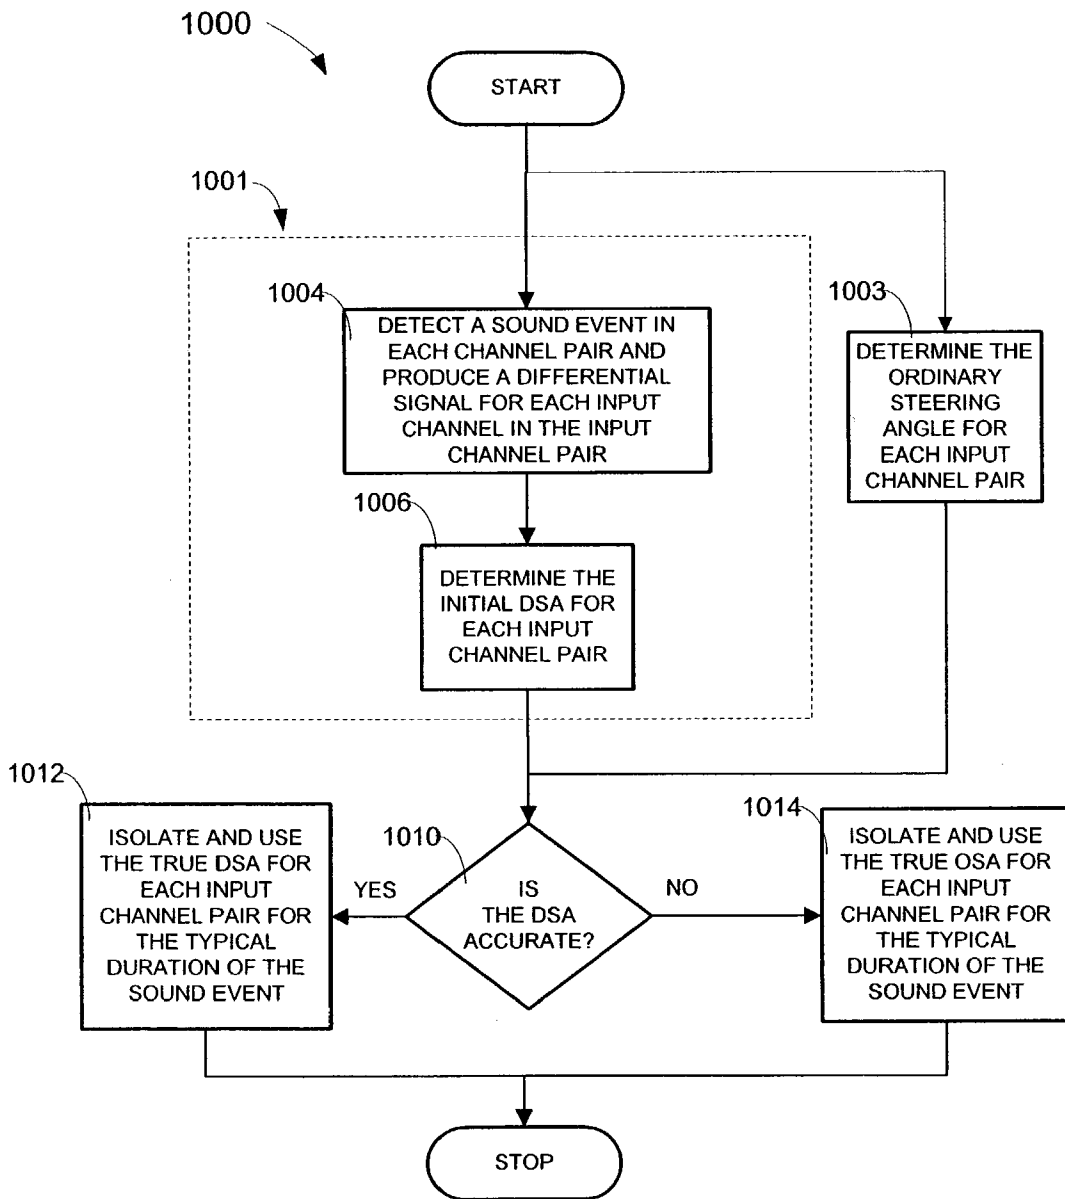 1000
START
1001
1004
DETECT A SOUND EVENT IN
EACH CHANNEL PAIR AND
PRODUCE A DIFFERENTIAL
SIGNAL FOR EACH INPUT
CHANNEL IN THE INPUT
CHANNEL PAIR
1003
DETERMINE THE
ORDINARY
STEERING
ANGLE FOR
EACH INPUT
CHANNEL PAIR
1006
DETERMINE THE
INITIAL DSA FOR
EACH INPUT
CHANNEL PAIR
1012
ISOLATE AND USE
THE TRUE DSA FOR
EACH INPUT
CHANNEL PAIR FOR
THE TYPICAL
DURATION OF THE
SOUND EVENT
1010
YES
IS
THE DSA
ACCURATE?
NO
1014
ISOLATE AND USE
THE TRUE OSA FOR
EACH INPUT
CHANNEL PAIR FOR
THE TYPICAL
DURATION OF THE
SOUND EVENT
STOP